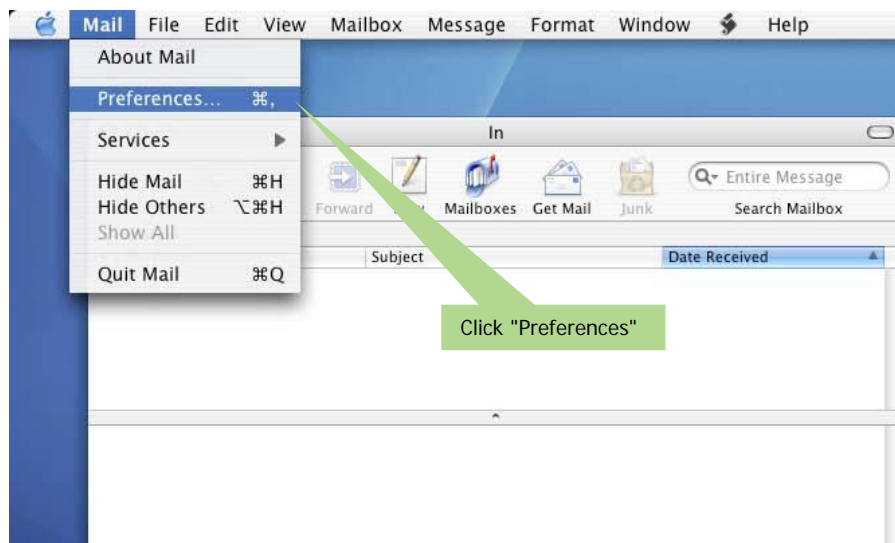 Mail File Edit View Mailbox Message Format Window Help
About Mail
Preferences... ⌘,
Services
Hide Mail ⌘H
Hide Others ⌥⌘H
Show All
Quit Mail ⌘Q
In
Forward Mailboxes Get Mail Junk
Entire Message
Search Mailbox
Subject Date Received
Click "Preferences"